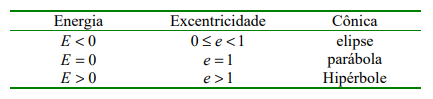 Energia Excentricidade Cônica
E < 0 0 ≤ e < 1 elipse
E = 0 e = 1 parábola
E > 0 e > 1 Hipérbole